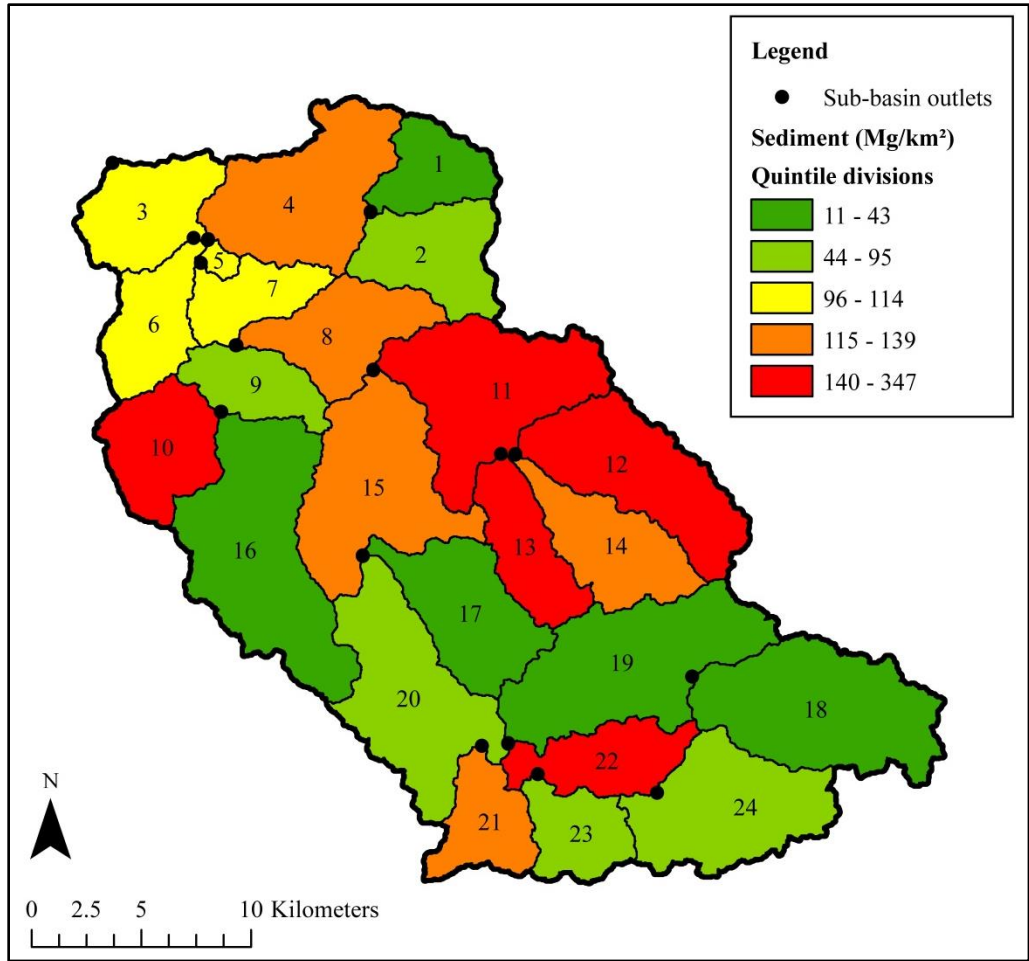 Legend
Sub-basin outlets
Sediment (Mg/km²)
Quintile divisions
11 - 43
44 - 95
96 - 114
115 - 139
140 - 347
1
4
3
2
5
7
6
8
9
11
10
12
15
13
14
16
17
19
20
18
22
24
21
23
N
0 2.5 5 10 Kilometers